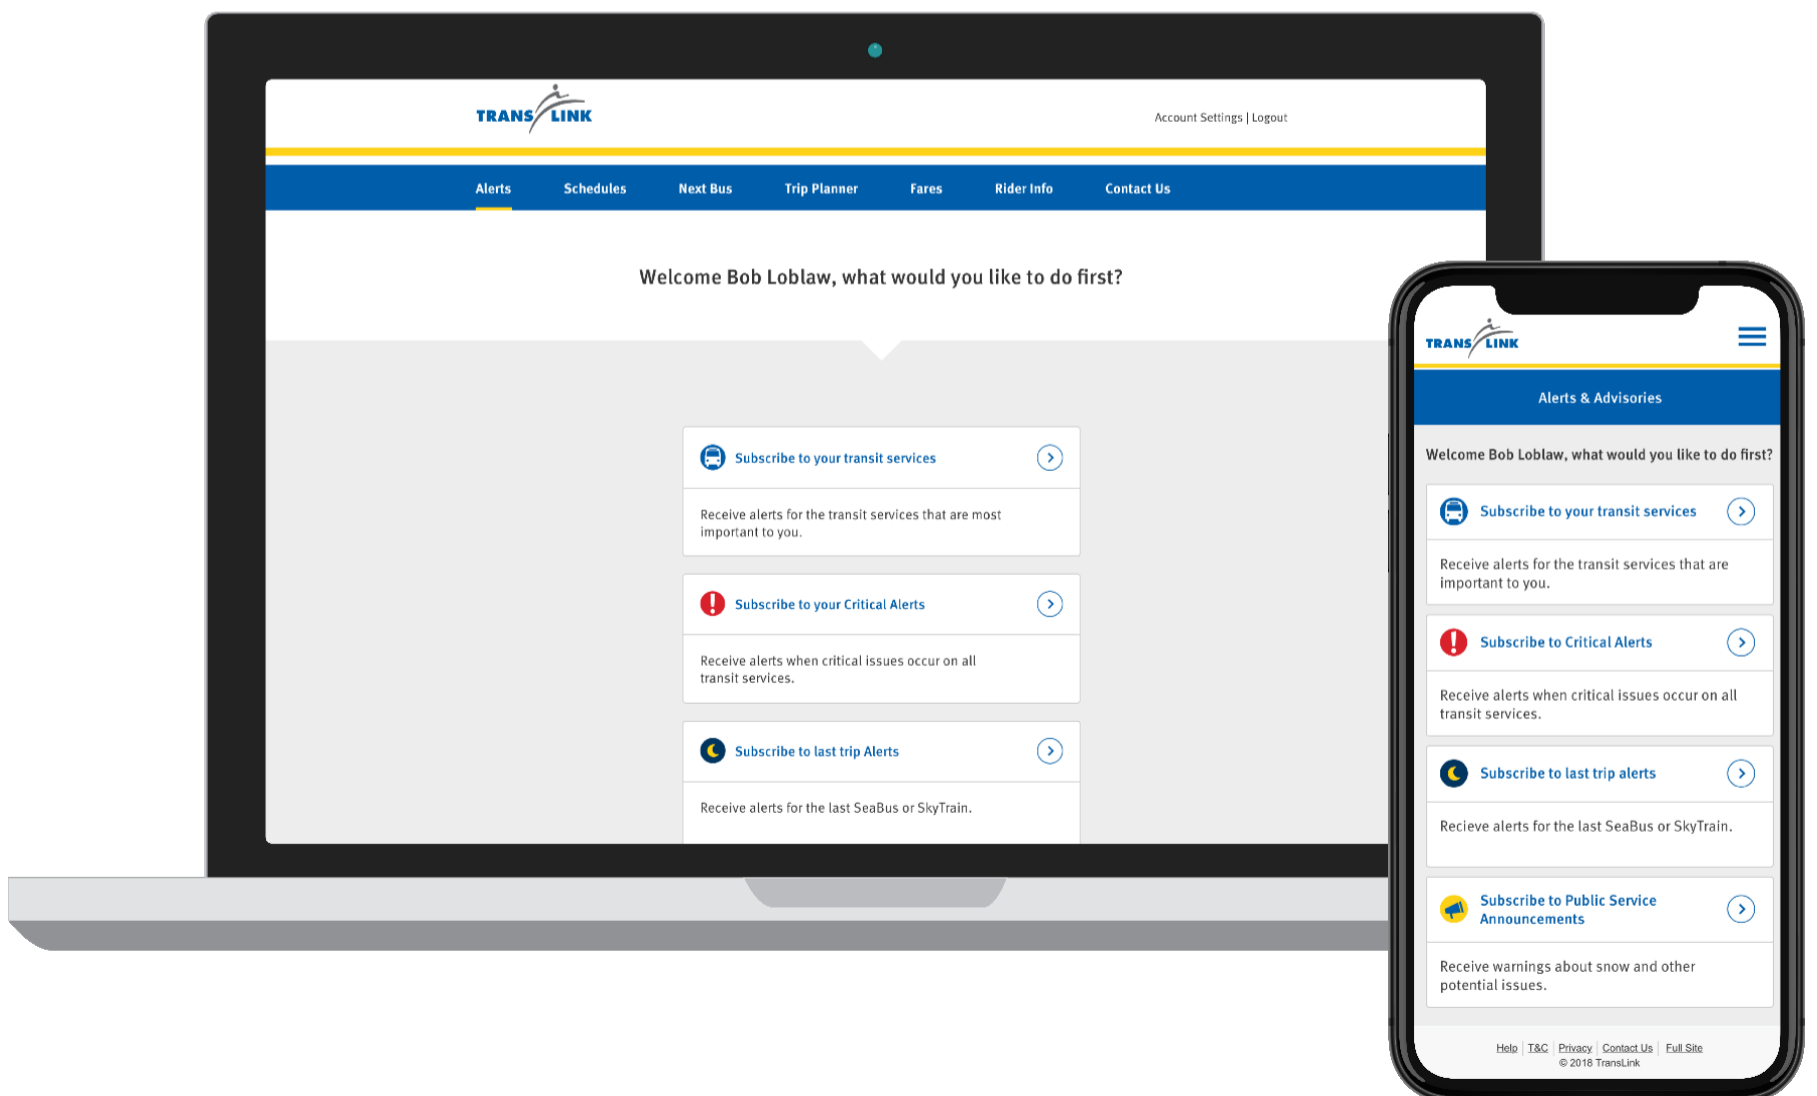 TRANS LINK
Account Settings | Logout
Alerts Schedules Next Bus Trip Planner Fares Rider Info Contact Us
Welcome Bob Loblaw, what would you like to do first?
Subscribe to your transit services
Receive alerts for the transit services that are most
important to you.
Subscribe to your Critical Alerts
Receive alerts when critical issues occur on all
transit services.
Subscribe to last trip Alerts
Receive alerts for the last SeaBus or SkyTrain.
TRANS LINK
Alerts & Advisories
Welcome Bob Loblaw, what would you like to do first?
Subscribe to your transit services
Receive alerts for the transit services that are
important to you.
Subscribe to Critical Alerts
Receive alerts when critical issues occur on all
transit services.
Subscribe to last trip alerts
Recieve alerts for the last SeaBus or SkyTrain.
Subscribe to Public Service
Announcements
Receive warnings about snow and other
potential issues.
Help | T&C | Privacy | Contact Us | Full Site
© 2018 TransLink